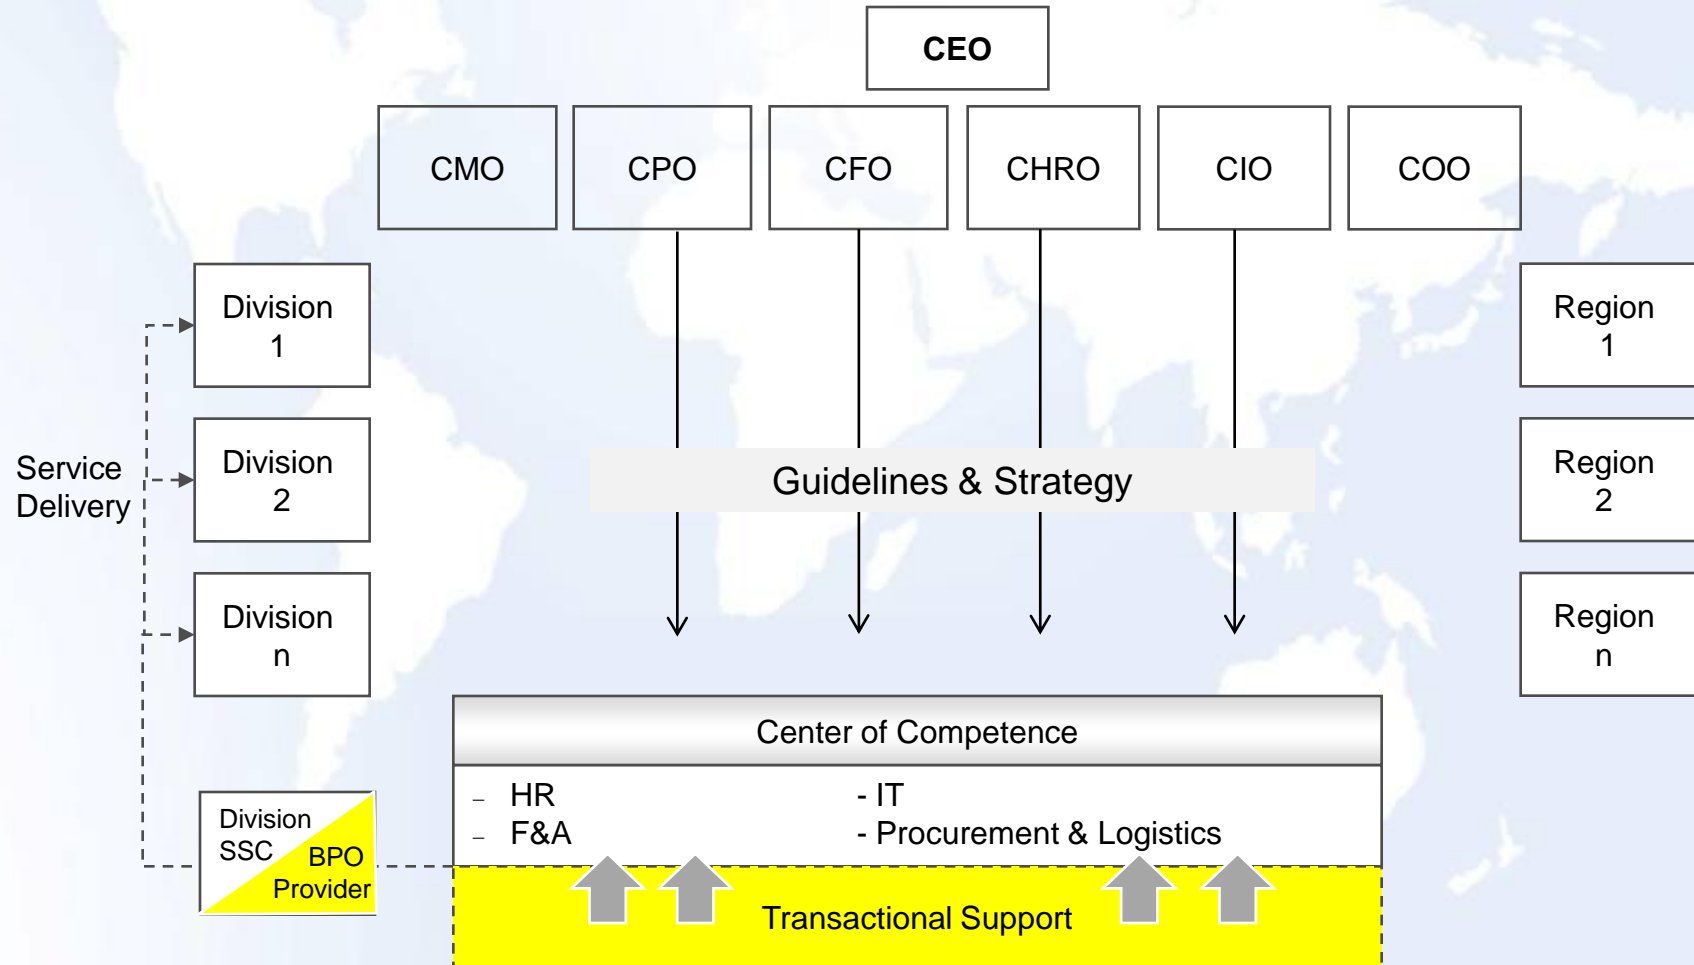 CEO
CMO
CPO
CFO
CHRO
CIO
COO
Division
1
Region
1
Service
Delivery
Division
2
Guidelines & Strategy
Region
2
Division
n
Region
n
Center of Competence
– HR
- IT
– F&A
- Procurement & Logistics
Division
SSC
BPO
Provider
Transactional Support